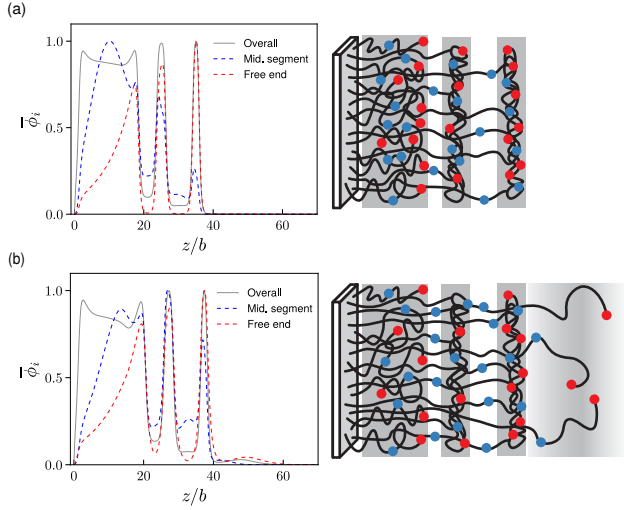 (a)
1.0
0.5
0.0
0
20
40
60
z/b
ϕ̄ᵢ
Overall
Mid. segment
Free end
(b)
1.0
0.5
0.0
0
20
40
60
z/b
ϕ̄ᵢ
Overall
Mid. segment
Free end